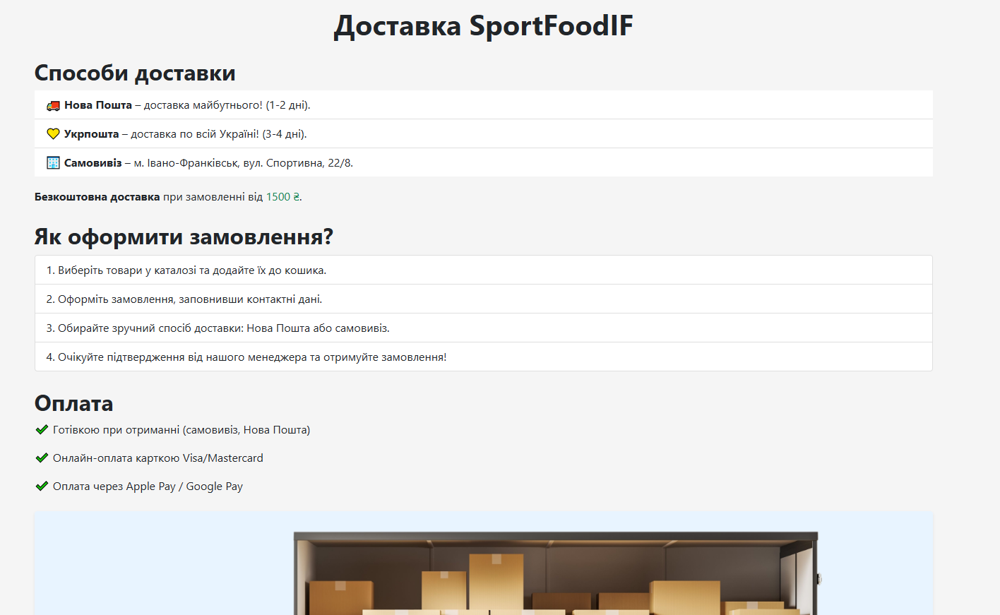 Доставка SportFoodIF
Способи доставки
🚚 Нова Пошта – доставка майбутнього! (1-2 дні).
💛 Укрпошта – доставка по всій Україні! (3-4 дні).
🏢 Самовивіз – м. Івано-Франківськ, вул. Спортивна, 22/8.
Безкоштовна доставка при замовленні від 1500 ₴.
Як оформити замовлення?
1. Виберіть товари у каталозі та додайте їх до кошика.
2. Оформіть замовлення, заповнивши контактні дані.
3. Обирайте зручний спосіб доставки: Нова Пошта або самовивіз.
4. Очікуйте підтвердження від нашого менеджера та отримуйте замовлення!
Оплата
✔ Готівкою при отриманні (самовивіз, Нова Пошта)
✔ Онлайн-оплата карткою Visa/Mastercard
✔ Оплата через Apple Pay / Google Pay